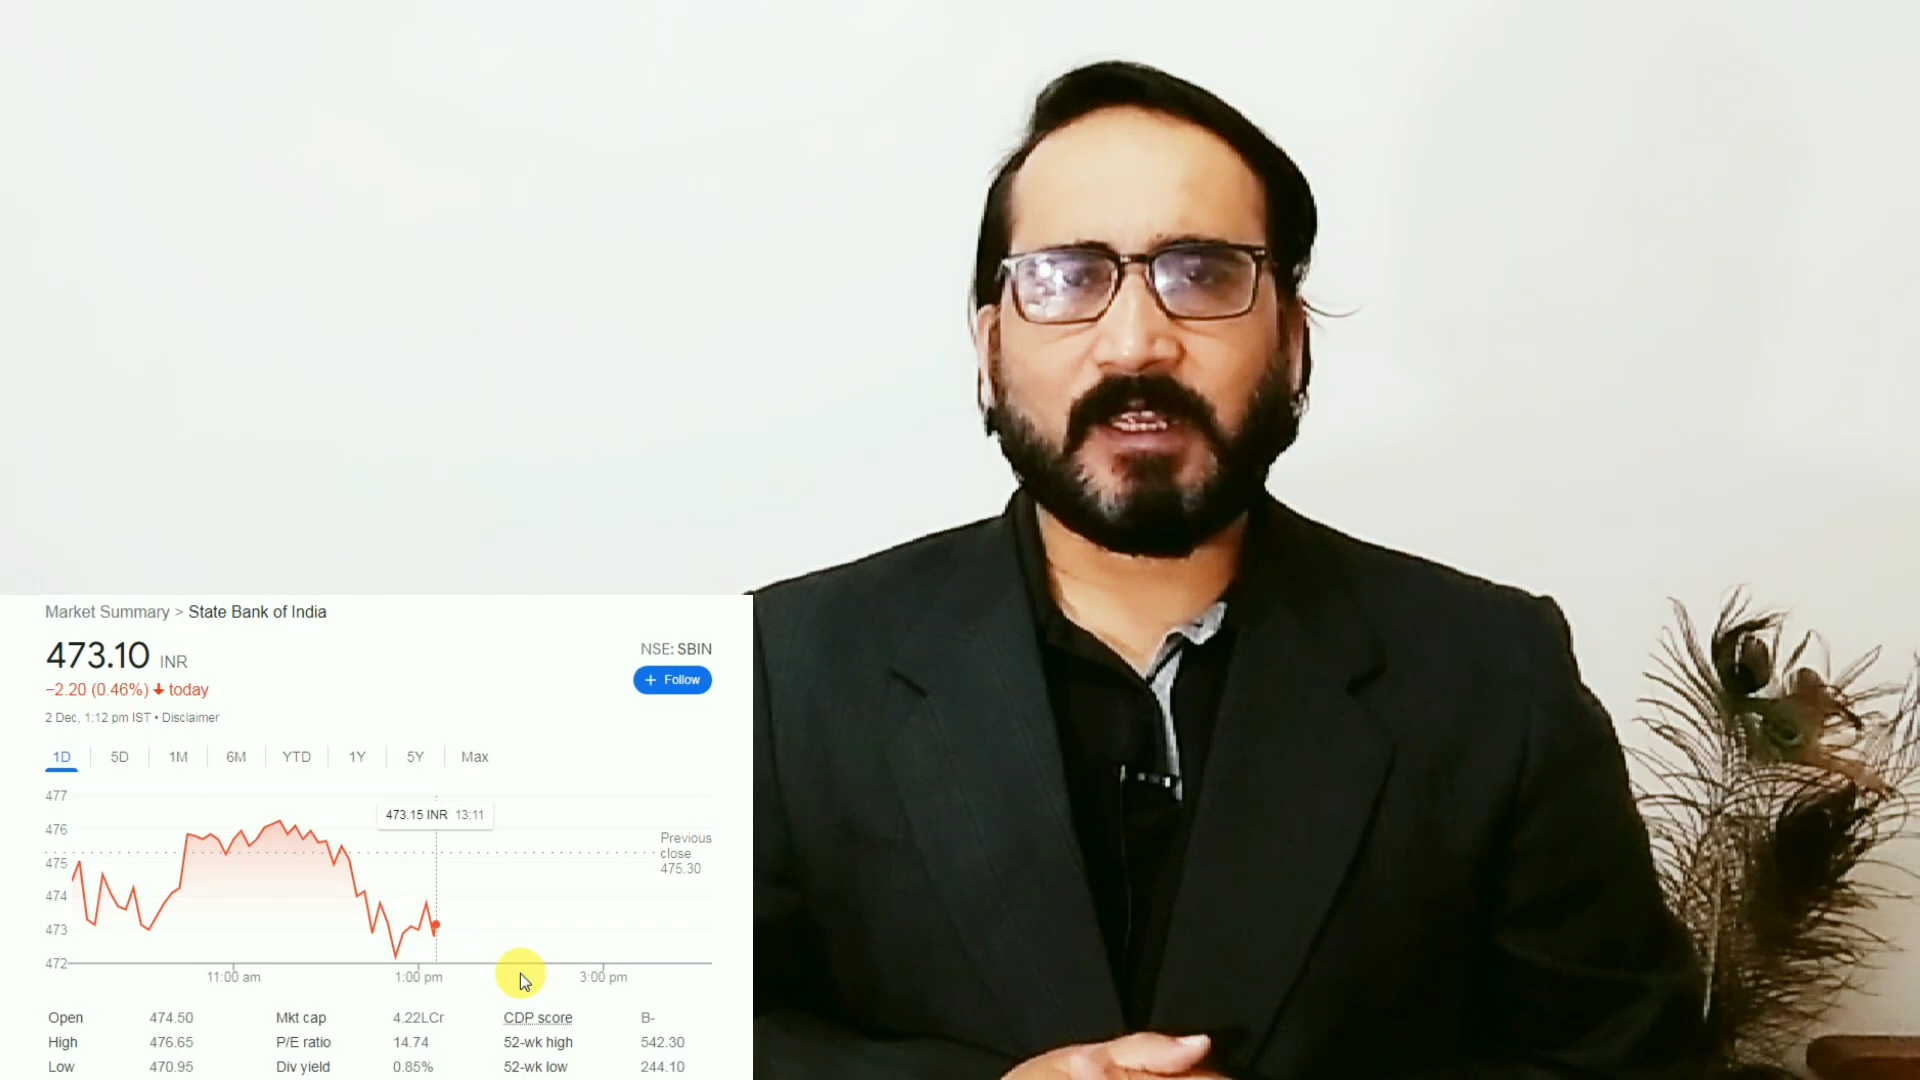 Market Summary > State Bank of India
473.10 INR
NSE: SBIN
−2.20 (0.46%) ↓ today
+ Follow
2 Dec, 1:12 pm IST • Disclaimer
1D 5D 1M 6M YTD 1Y 5Y Max
477
476
475
474
473
472
473.15 INR 13:11
Previous
close
475.30
11:00 am 1:00 pm 3:00 pm
Open 474.50 Mkt cap 4.22LCr CDP score B-
High 476.65 P/E ratio 14.74 52-wk high 542.30
Low 470.95 Div yield 0.85% 52-wk low 244.10